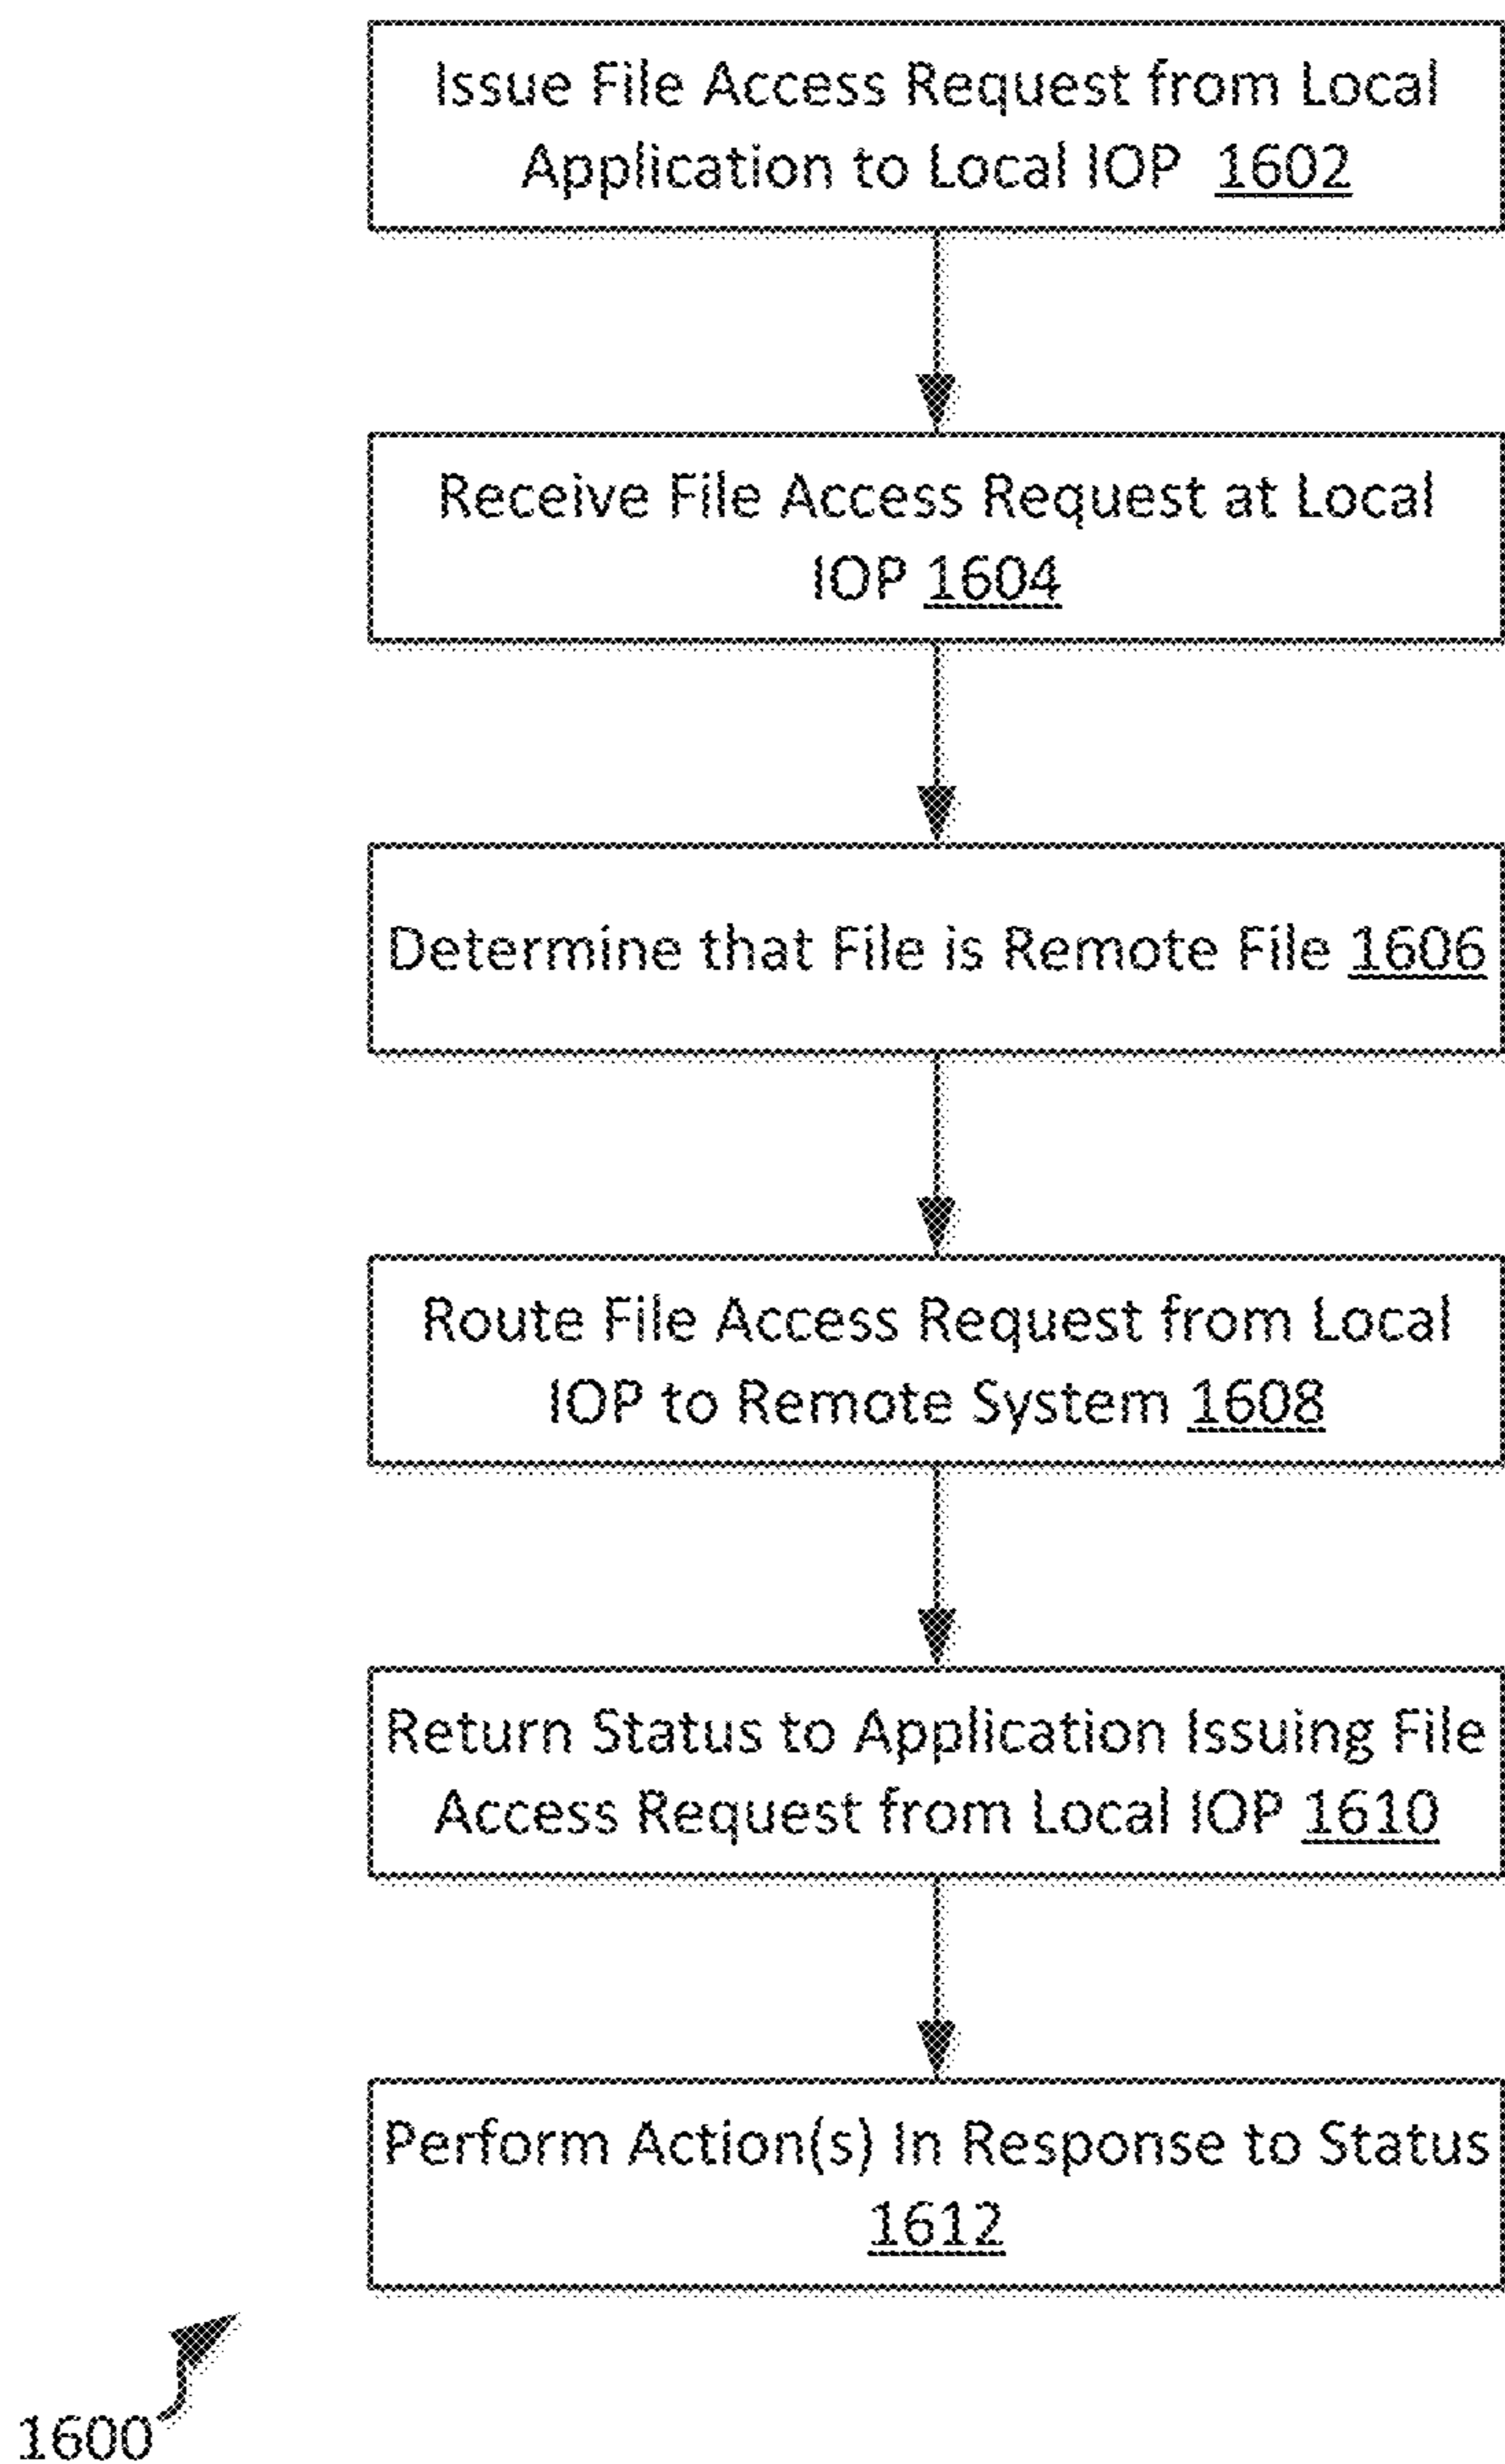 Issue File Access Request from Local
Application to Local IOP 1602
Receive File Access Request at Local
IOP 1604
Determine that File is Remote File 1606
Route File Access Request from Local
IOP to Remote System 1608
Return Status to Application Issuing File
Access Request from Local IOP 1610
Perform Action(s) In Response to Status
1612
1600